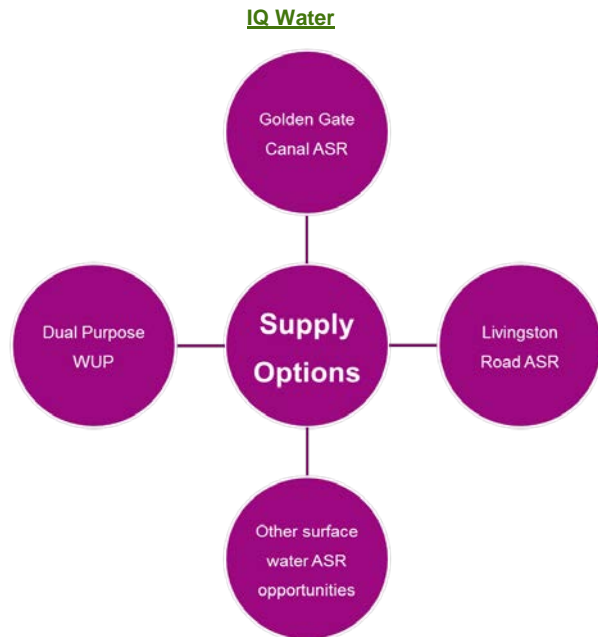 IQ Water
Golden Gate
Canal ASR
Dual Purpose
WUP
Supply
Options
Livingston
Road ASR
Other surface
water ASR
opportunities